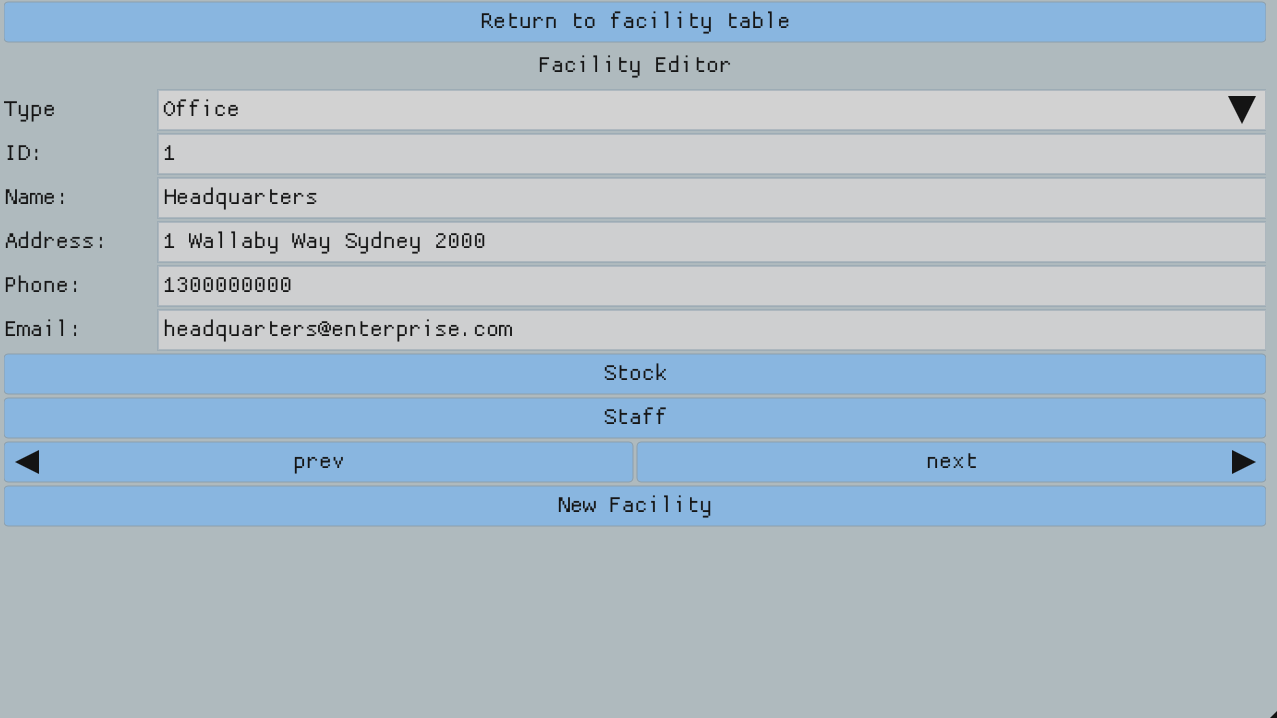 Return to facility table
Facility Editor
Type Office
ID: 1
Name: Headquarters
Address: 1 Wallaby Way Sydney 2000
Phone: 1300000000
Email: headquarters@enterprise.com
Stock
Staff
prev next
New Facility